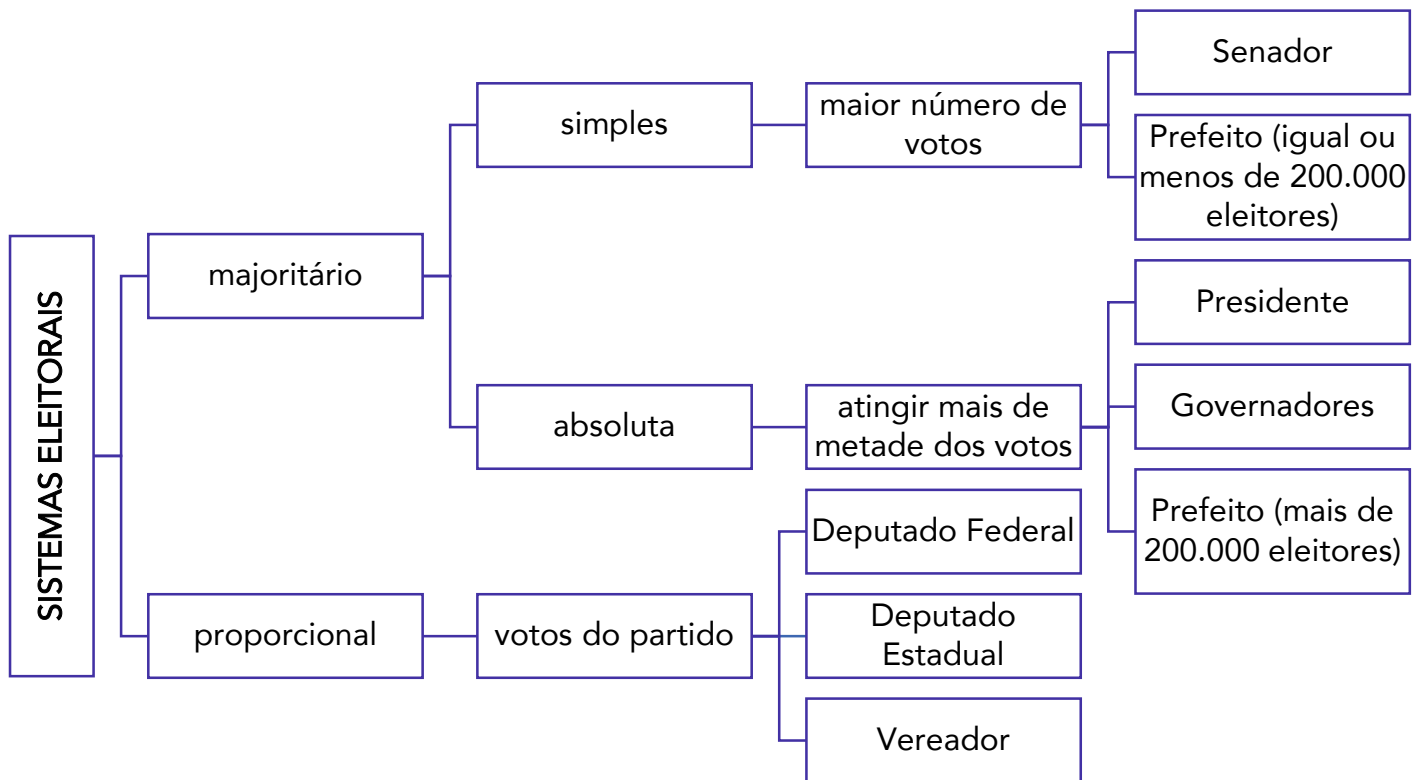 SISTEMAS ELEITORAIS
majoritário
simples
maior número de
votos
Senador
Prefeito (igual ou
menos de 200.000
eleitores)
absoluta
atingir mais de
metade dos votos
Presidente
Governadores
Prefeito (mais de
200.000 eleitores)
proporcional
votos do partido
Deputado Federal
Deputado
Estadual
Vereador